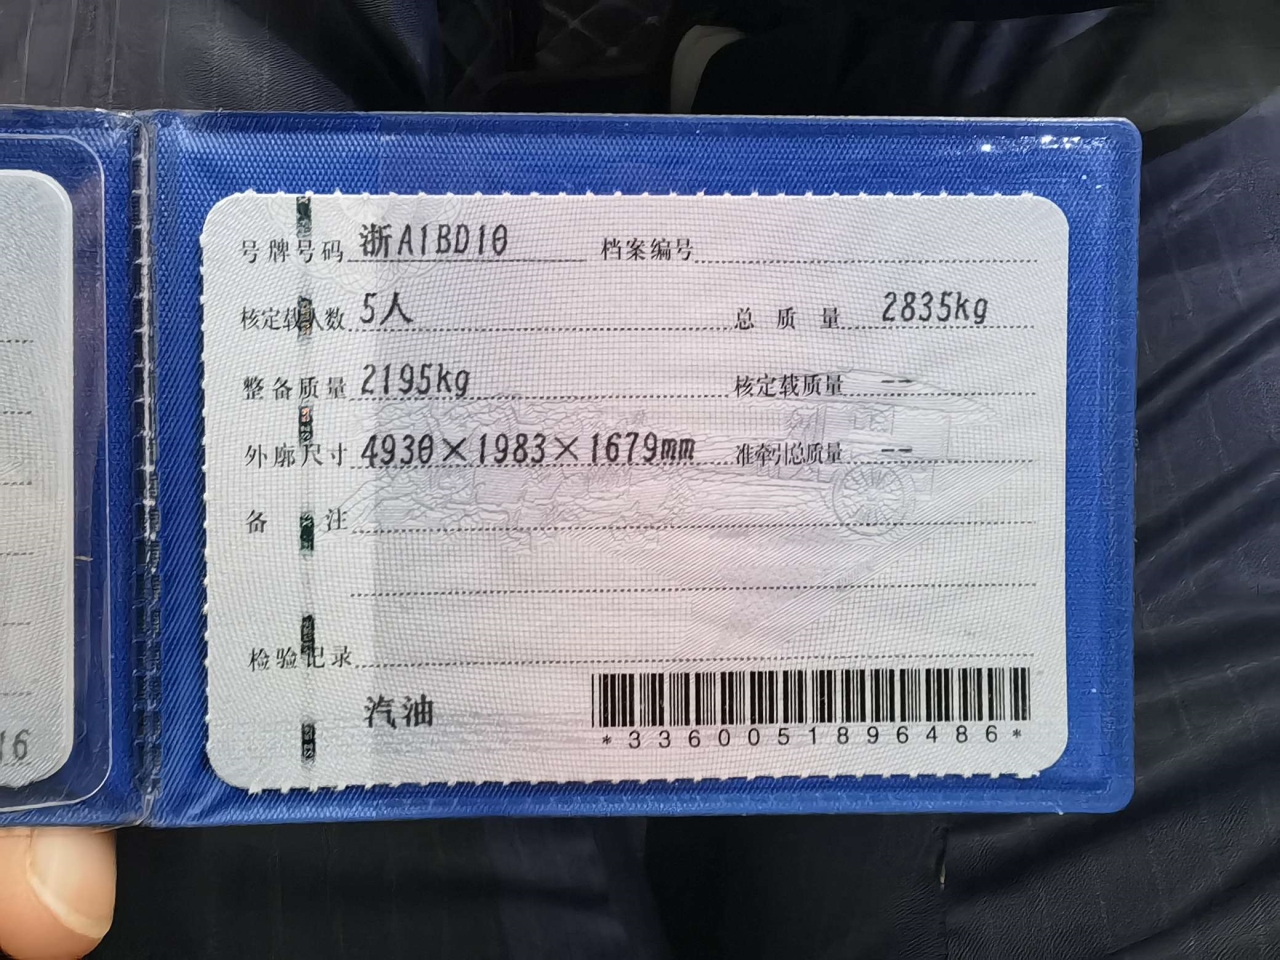 号牌号码 浙A1BD10 档案编号
核定载人数 5人 总质量 2835kg
整备质量 2195kg 核定载质量 --
外廓尺寸 4930×1983×1679mm 准牵引总质量 --
备注
检验记录
汽油
*3360051896486*
16